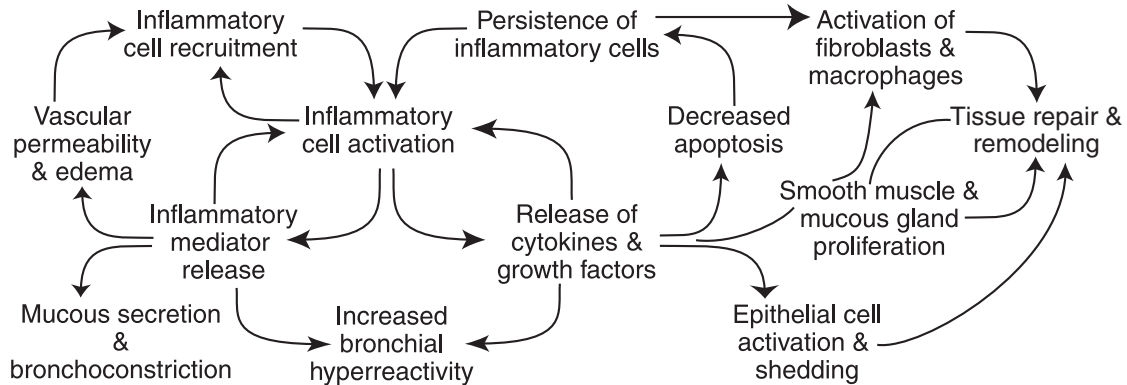 Inflammatory
cell recruitment
Persistence of
inflammatory cells
Activation of
fibroblasts &
macrophages
Vascular
permeability
& edema
Inflammatory
cell activation
Decreased
apoptosis
Tissue repair &
remodeling
Smooth muscle &
mucous gland
proliferation
Inflammatory
mediator
release
Release of
cytokines &
growth factors
Mucous secretion
&
bronchoconstriction
Increased
bronchial
hyperreactivity
Epithelial cell
activation &
shedding